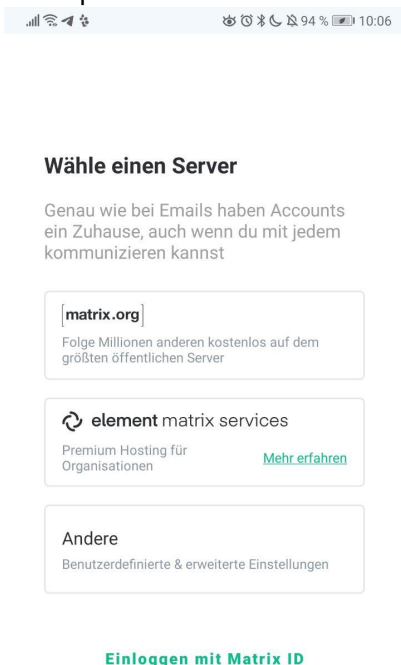 94 % 10:06
Wähle einen Server
Genau wie bei Emails haben Accounts
ein Zuhause, auch wenn du mit jedem
kommunizieren kannst
[matrix.org]
Folge Millionen anderen kostenlos auf dem
größten öffentlichen Server
element matrix services
Premium Hosting für
Organisationen
Mehr erfahren
Andere
Benutzerdefinierte & erweiterte Einstellungen
Einloggen mit Matrix ID